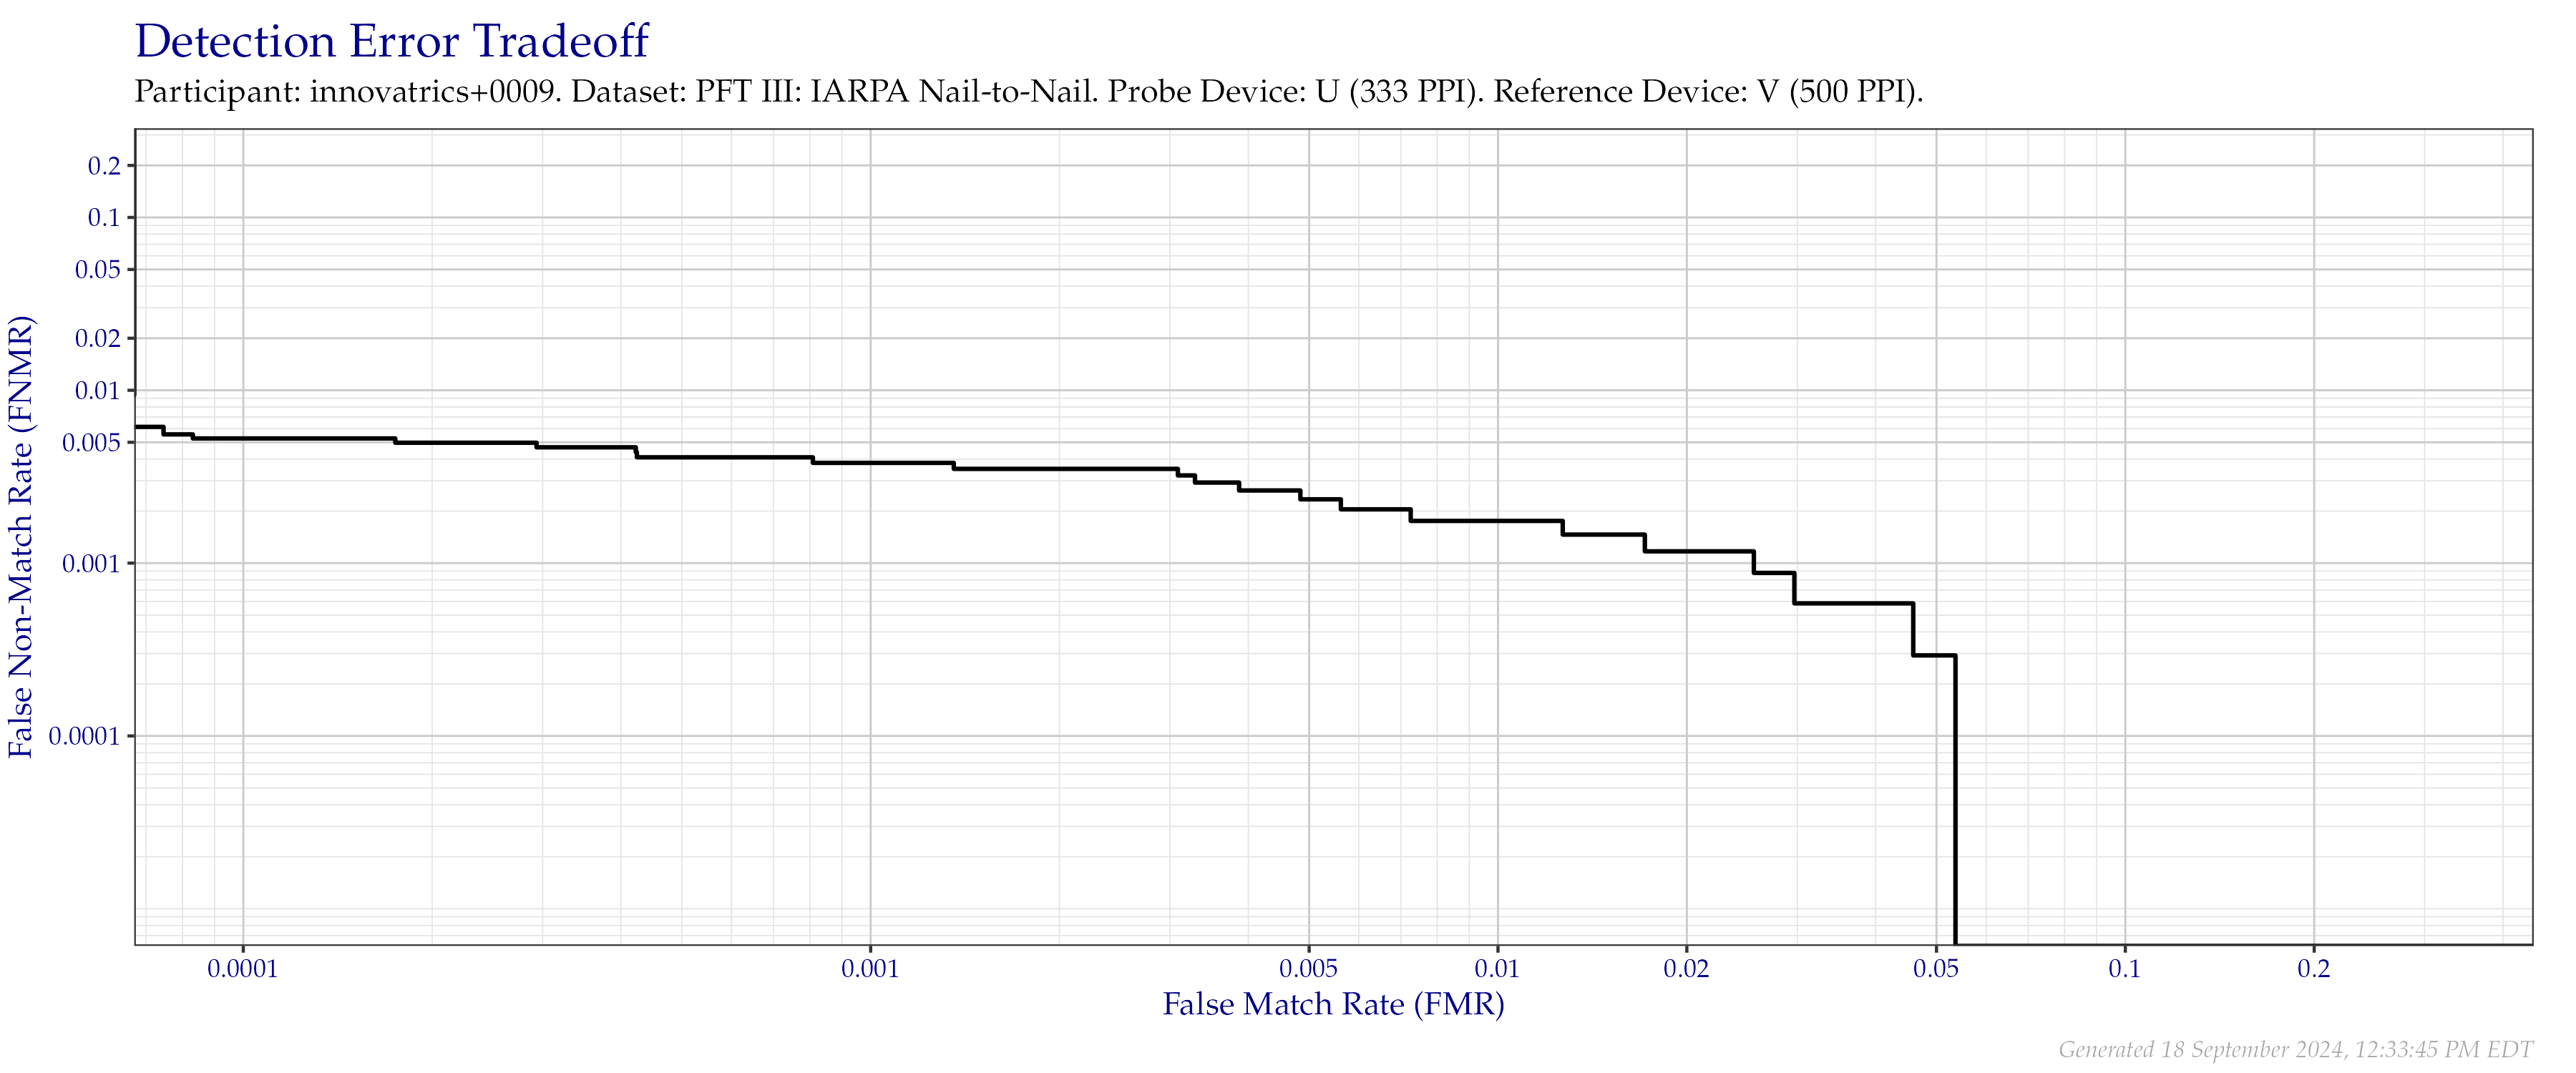 Detection Error Tradeoff
Participant: innovatrics+0009. Dataset: PFT III: IARPA Nail-to-Nail. Probe Device: U (333 PPI). Reference Device: V (500 PPI).
False Non-Match Rate (FNMR)
0.2
0.1
0.05
0.02
0.01
0.005
0.001
0.0001
0.0001 0.001 0.005 0.01 0.02 0.05 0.1 0.2
False Match Rate (FMR)
Generated 18 September 2024, 12:33:45 PM EDT